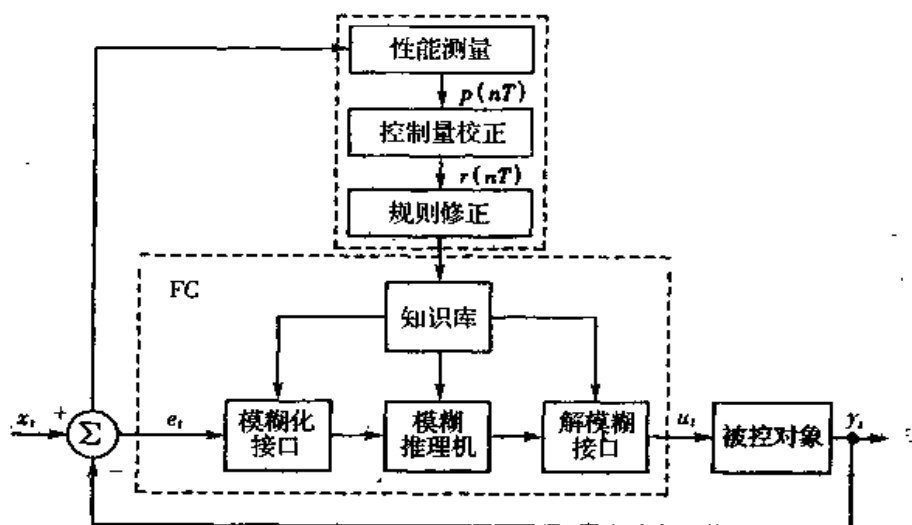 性能测量
p(nT)
控制量校正
r(nT)
规则修正
FC
知识库
x_t
+
Σ
−
e_t
模糊化
接口
模糊
推理机
解模糊
接口
u_t
被控对象
y_t